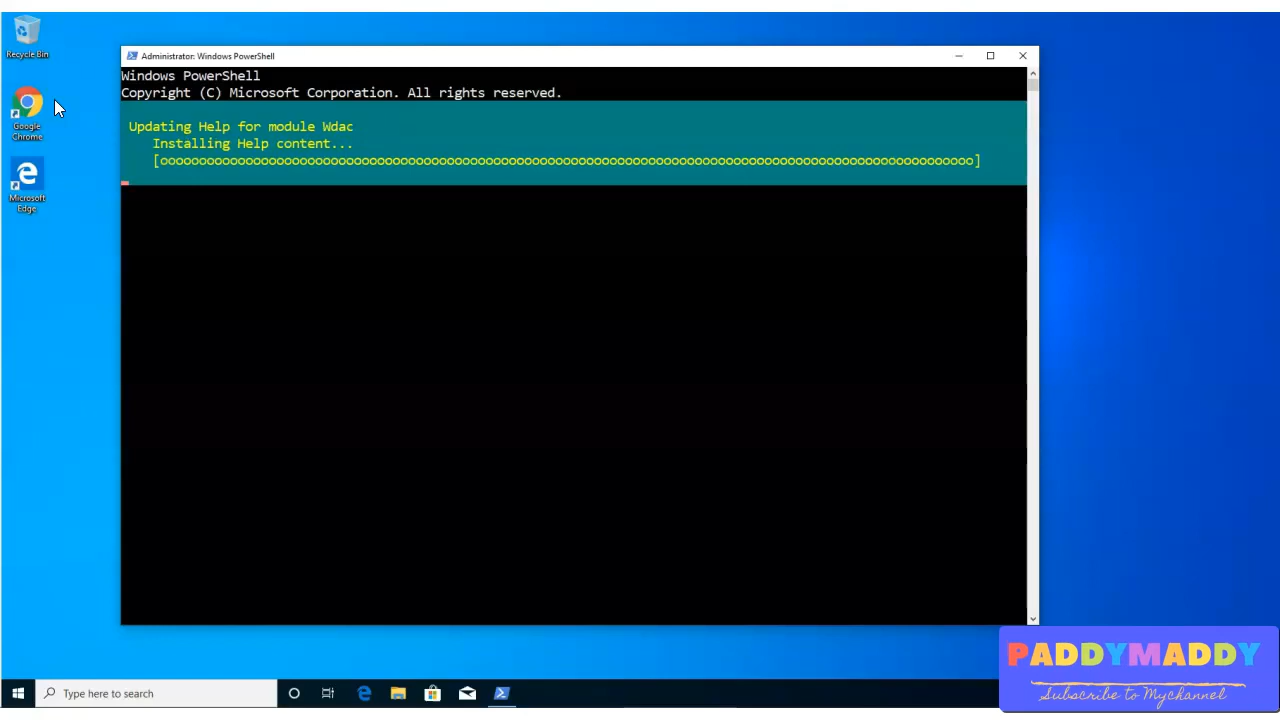 Recycle Bin
Google
Chrome
Microsoft
Edge
Administrator: Windows PowerShell
Windows PowerShell
Copyright (C) Microsoft Corporation. All rights reserved.
Updating Help for module Wdac
Installing Help content...
[oooooooooooooooooooooooooooooooooooooooooooooooooooooooooooooooooooooooooooooooooooooooooooooooooooooooooo]
Type here to search
PADDYMADDY
Subscribe to Mychannel